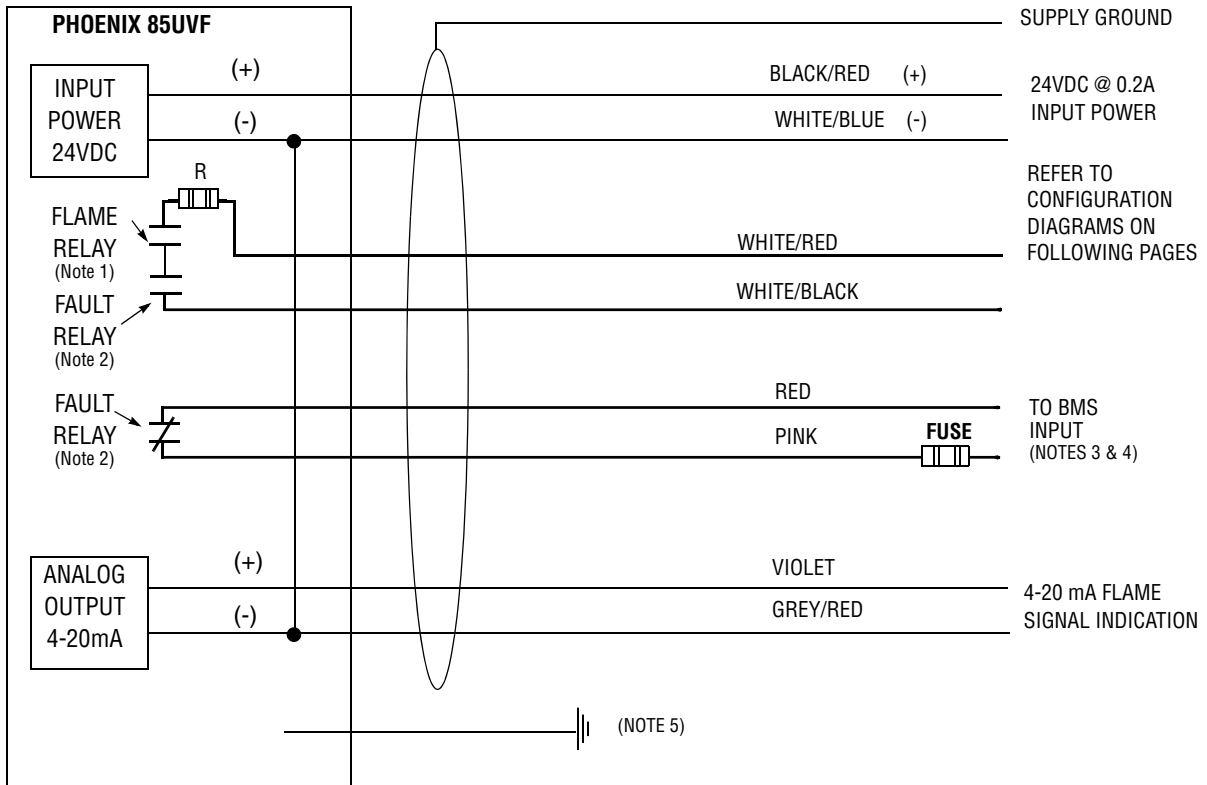 PHOENIX 85UVF
SUPPLY GROUND
INPUT
POWER
24VDC
(+)
(-)
BLACK/RED (+)
WHITE/BLUE (-)
24VDC @ 0.2A
INPUT POWER
R
FLAME
RELAY
(Note 1)
FAULT
RELAY
(Note 2)
WHITE/RED
WHITE/BLACK
REFER TO
CONFIGURATION
DIAGRAMS ON
FOLLOWING PAGES
FAULT
RELAY
(Note 2)
RED
PINK
FUSE
TO BMS
INPUT
(NOTES 3 & 4)
ANALOG
OUTPUT
4-20mA
(+)
(-)
VIOLET
GREY/RED
4-20 mA FLAME
SIGNAL INDICATION
(NOTE 5)